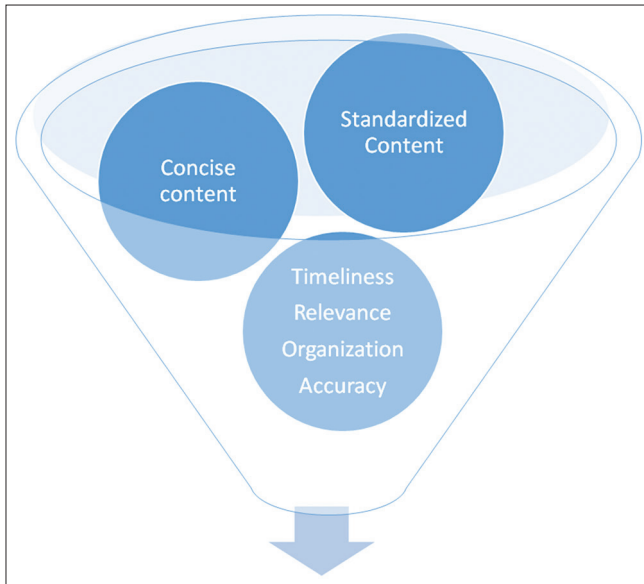 Standardized
Content
Concise
content
Timeliness
Relevance
Organization
Accuracy